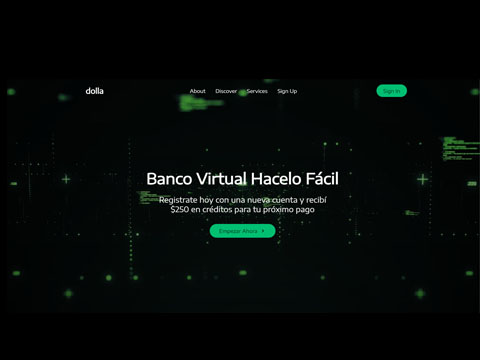 dolla
About Discover Services Sign Up
Sign In
Banco Virtual Hacelo Fácil
Registrate hoy con una nueva cuenta y recibí
$250 en créditos para tu próximo pago
Empezar Ahora >